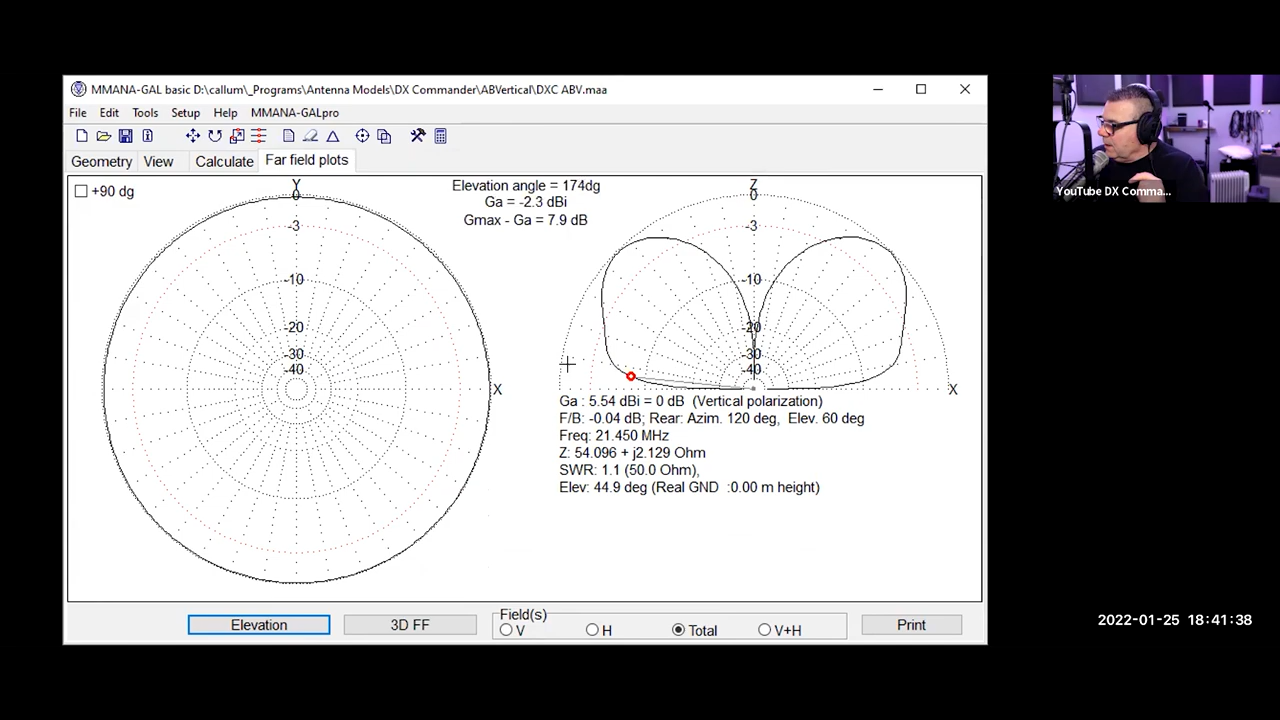 MMANA-GAL basic D:\callum\_Programs\Antenna Models\DX Commander\ABVertical\DXC ABV.maa
File Edit Tools Setup Help MMANA-GALpro
Geometry View Calculate Far field plots
+90 dg
Y
0
-3
-10
-20
-30
-40
X
Elevation angle = 174dg
Ga = -2.3 dBi
Gmax - Ga = 7.9 dB
Z
0
-3
-10
-20
-30
-40
X
Ga : 5.54 dBi = 0 dB (Vertical polarization)
F/B: -0.04 dB; Rear: Azim. 120 deg, Elev. 60 deg
Freq: 21.450 MHz
Z: 54.096 + j2.129 Ohm
SWR: 1.1 (50.0 Ohm),
Elev: 44.9 deg (Real GND :0.00 m height)
Elevation
3D FF
Field(s)
V H Total V+H
Print
YouTube DX Comma...
2022-01-25 18:41:38